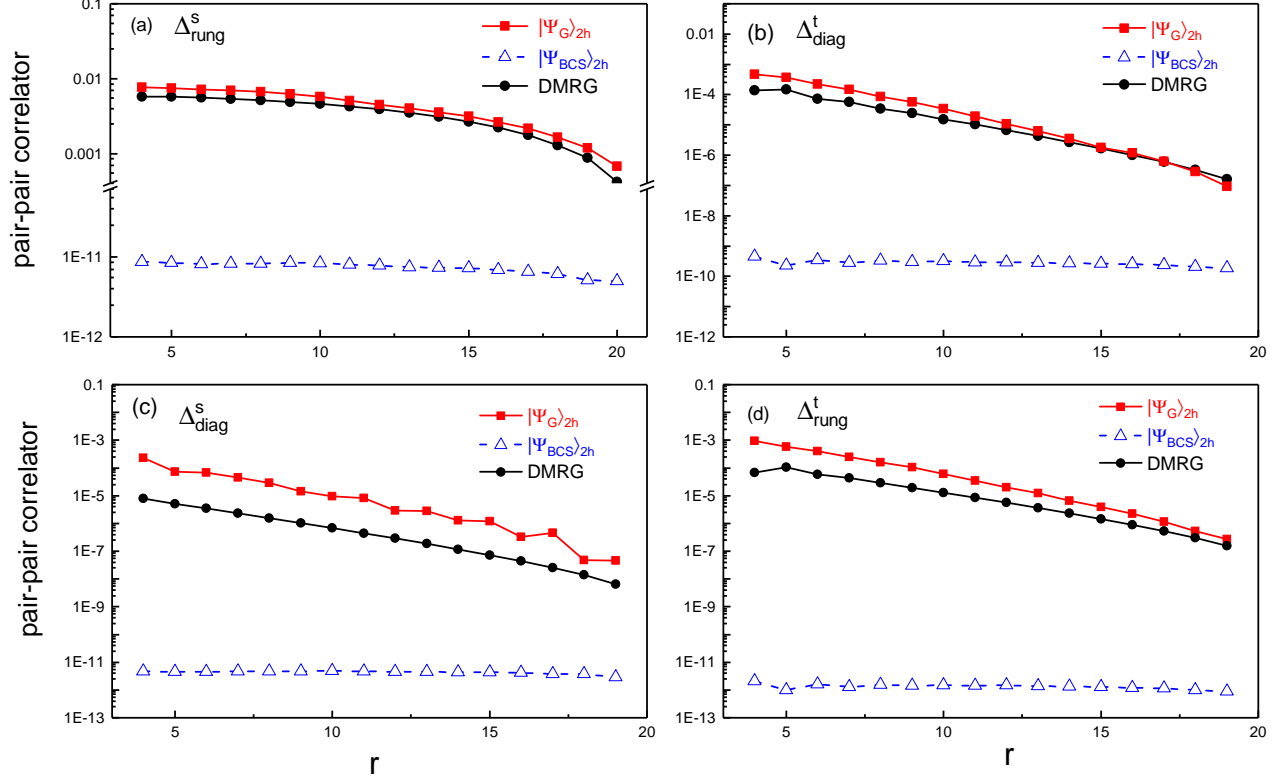 (a) Δ^s_rung
|Ψ_G⟩_2h
|Ψ_BCS⟩_2h
DMRG
0.01
0.001
1E-11
1E-12
5 10 15 20
pair-pair correlator
(b) Δ^t_diag
|Ψ_G⟩_2h
|Ψ_BCS⟩_2h
DMRG
0.01
1E-4
1E-6
1E-8
1E-10
1E-12
5 10 15 20
(c) Δ^s_diag
|Ψ_G⟩_2h
|Ψ_BCS⟩_2h
DMRG
0.1
1E-3
1E-5
1E-7
1E-9
1E-11
1E-13
5 10 15 20
pair-pair correlator
r
(d) Δ^t_rung
|Ψ_G⟩_2h
|Ψ_BCS⟩_2h
DMRG
0.1
1E-3
1E-5
1E-7
1E-9
1E-11
1E-13
5 10 15 20
r